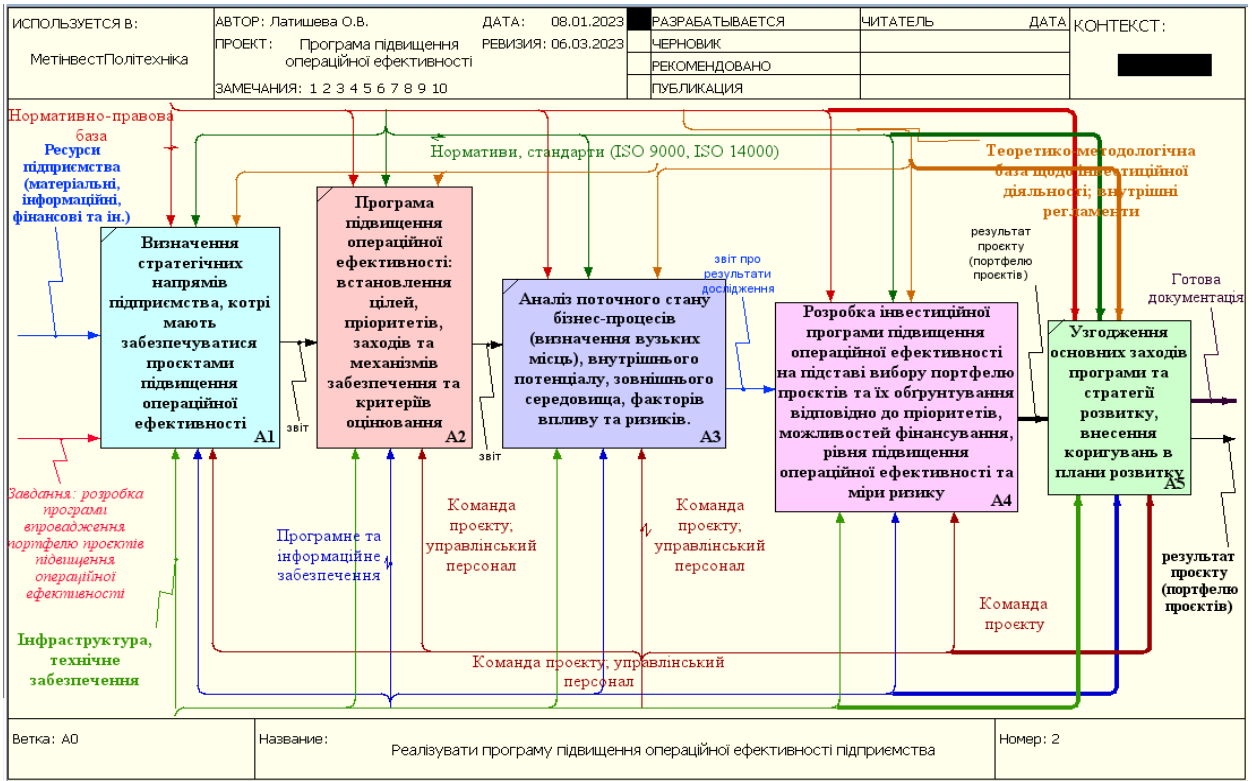 ИСПОЛЬЗУЕТСЯ В:
МетінвестПолітехніка
АВТОР: Латишева О.В.
ДАТА: 08.01.2023
ПРОЕКТ: Програма підвищення
операційної ефективності
РЕВИЗИЯ: 06.03.2023
ЗАМЕЧАНИЯ: 1 2 3 4 5 6 7 8 9 10
РАЗРАБАТЫВАЕТСЯ
ЧЕРНОВИК
РЕКОМЕНДОВАНО
ПУБЛИКАЦИЯ
ЧИТАТЕЛЬ
ДАТА
КОНТЕКСТ:
Нормативно-правова
база
Ресурси
підприємства
(матеріальні,
інформаційні,
фінансові та ін.)
Нормативи, стандарти (ISO 9000, ISO 14000)
Теоретико-методологічна
база щодо інвестиційної
діяльності; внутрішні
регламенти
Визначення
стратегічних
напрямів
підприємства, котрі
мають
забезпечуватися
проєктами
підвищення
операційної
ефективності
A1
звіт
Програма
підвищення
операційної
ефективності:
встановлення
цілей,
пріоритетів,
заходів та
механізмів
забезпечення та
критеріїв
оцінювання
A2
звіт
Аналіз поточного стану
бізнес-процесів
(визначення вузьких
місць), внутрішнього
потенціалу, зовнішнього
середовища, факторів
впливу та ризиків.
A3
звіт про
результати
дослідження
Розробка інвестиційної
програми підвищення
операційної ефективності
на підставі вибору портфелю
проєктів та їх обґрунтування
відповідно до пріоритетів,
можливостей фінансування,
рівня підвищення
операційної ефективності та
міри ризику
A4
результат
проєкту
(портфелю
проєктів)
Узгодження
основних заходів
програми та
стратегії
розвитку,
внесення
коригувань в
плани розвитку
A5
Готова
документація
результат
проєкту
(портфелю
проєктів)
Завдання: розробка
програми
впровадження
портфелю проєктів
підвищення
операційної
ефективності
Інфраструктура,
технічне
забезпечення
Програмне та
інформаційне
забезпечення
Команда
проєкту;
управлінський
персонал
Команда
проєкту;
управлінський
персонал
Команда
проєкту
Команда проєкту; управлінський
персонал
Ветка: A0
Название:
Реалізувати програму підвищення операційної ефективності підприємства
Номер: 2